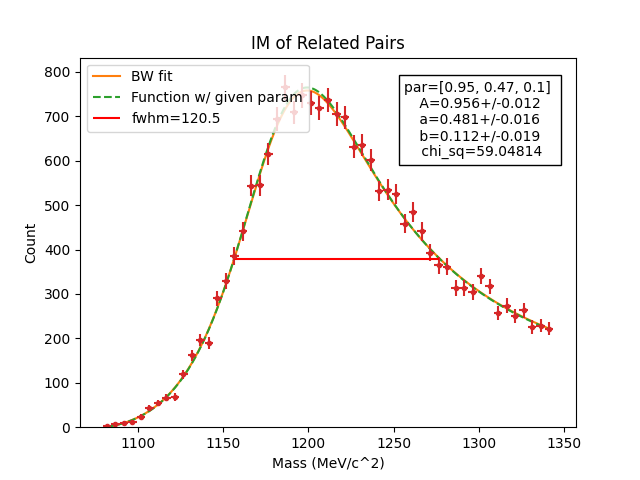 IM of Related Pairs
BW fit
Function w/ given param
fwhm=120.5
par=[0.95, 0.47, 0.1]
A=0.956+/-0.012
a=0.481+/-0.016
b=0.112+/-0.019
chi_sq=59.04814
Count
800
700
600
500
400
300
200
100
0
1100
1150
1200
1250
1300
1350
Mass (MeV/c^2)